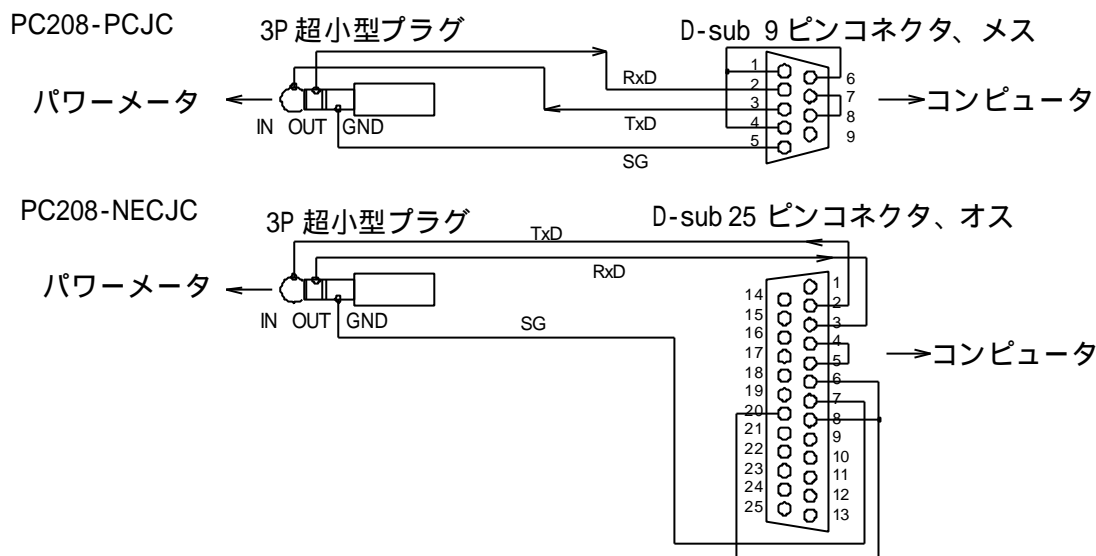 PC208-PCJC
3P 超小型プラグ
D-sub 9 ピンコネクタ、メス
パワーメータ
IN OUT GND
RxD
TxD
SG
1
2
3
4
5
6
7
8
9
コンピュータ
PC208-NECJC
3P 超小型プラグ
D-sub 25 ピンコネクタ、オス
パワーメータ
IN OUT GND
TxD
RxD
SG
14
15
16
17
18
19
20
21
22
23
24
25
1
2
3
4
5
6
7
8
9
10
11
12
13
コンピュータ